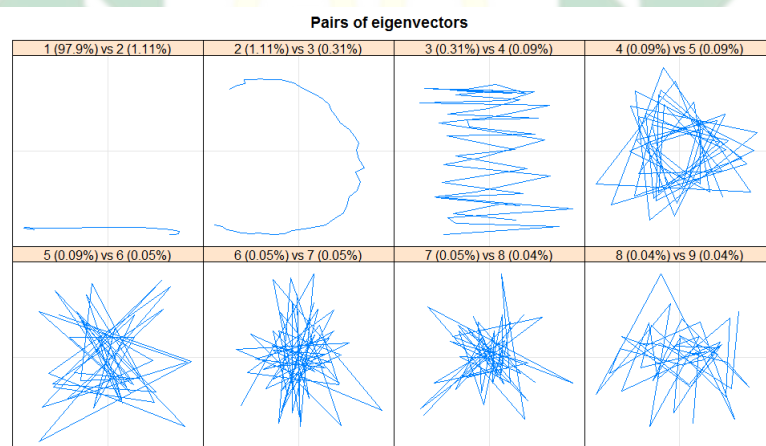 Pairs of eigenvectors
1 (97.9%) vs 2 (1.11%)
2 (1.11%) vs 3 (0.31%)
3 (0.31%) vs 4 (0.09%)
4 (0.09%) vs 5 (0.09%)
5 (0.09%) vs 6 (0.05%)
6 (0.05%) vs 7 (0.05%)
7 (0.05%) vs 8 (0.04%)
8 (0.04%) vs 9 (0.04%)